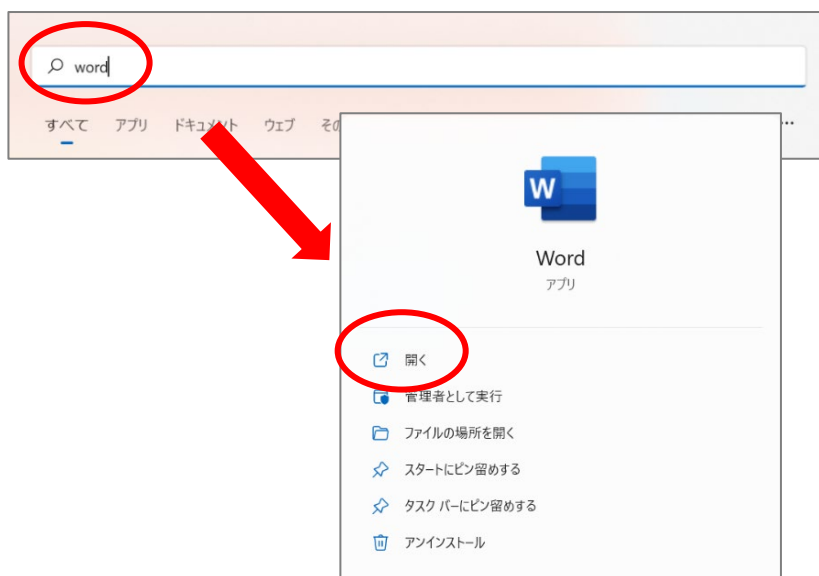 word
すべて アプリ ドキュメント ウェブ その
...
W
Word
アプリ
開く
管理者として実行
ファイルの場所を開く
スタートにピン留めする
タスク バーにピン留めする
アンインストール